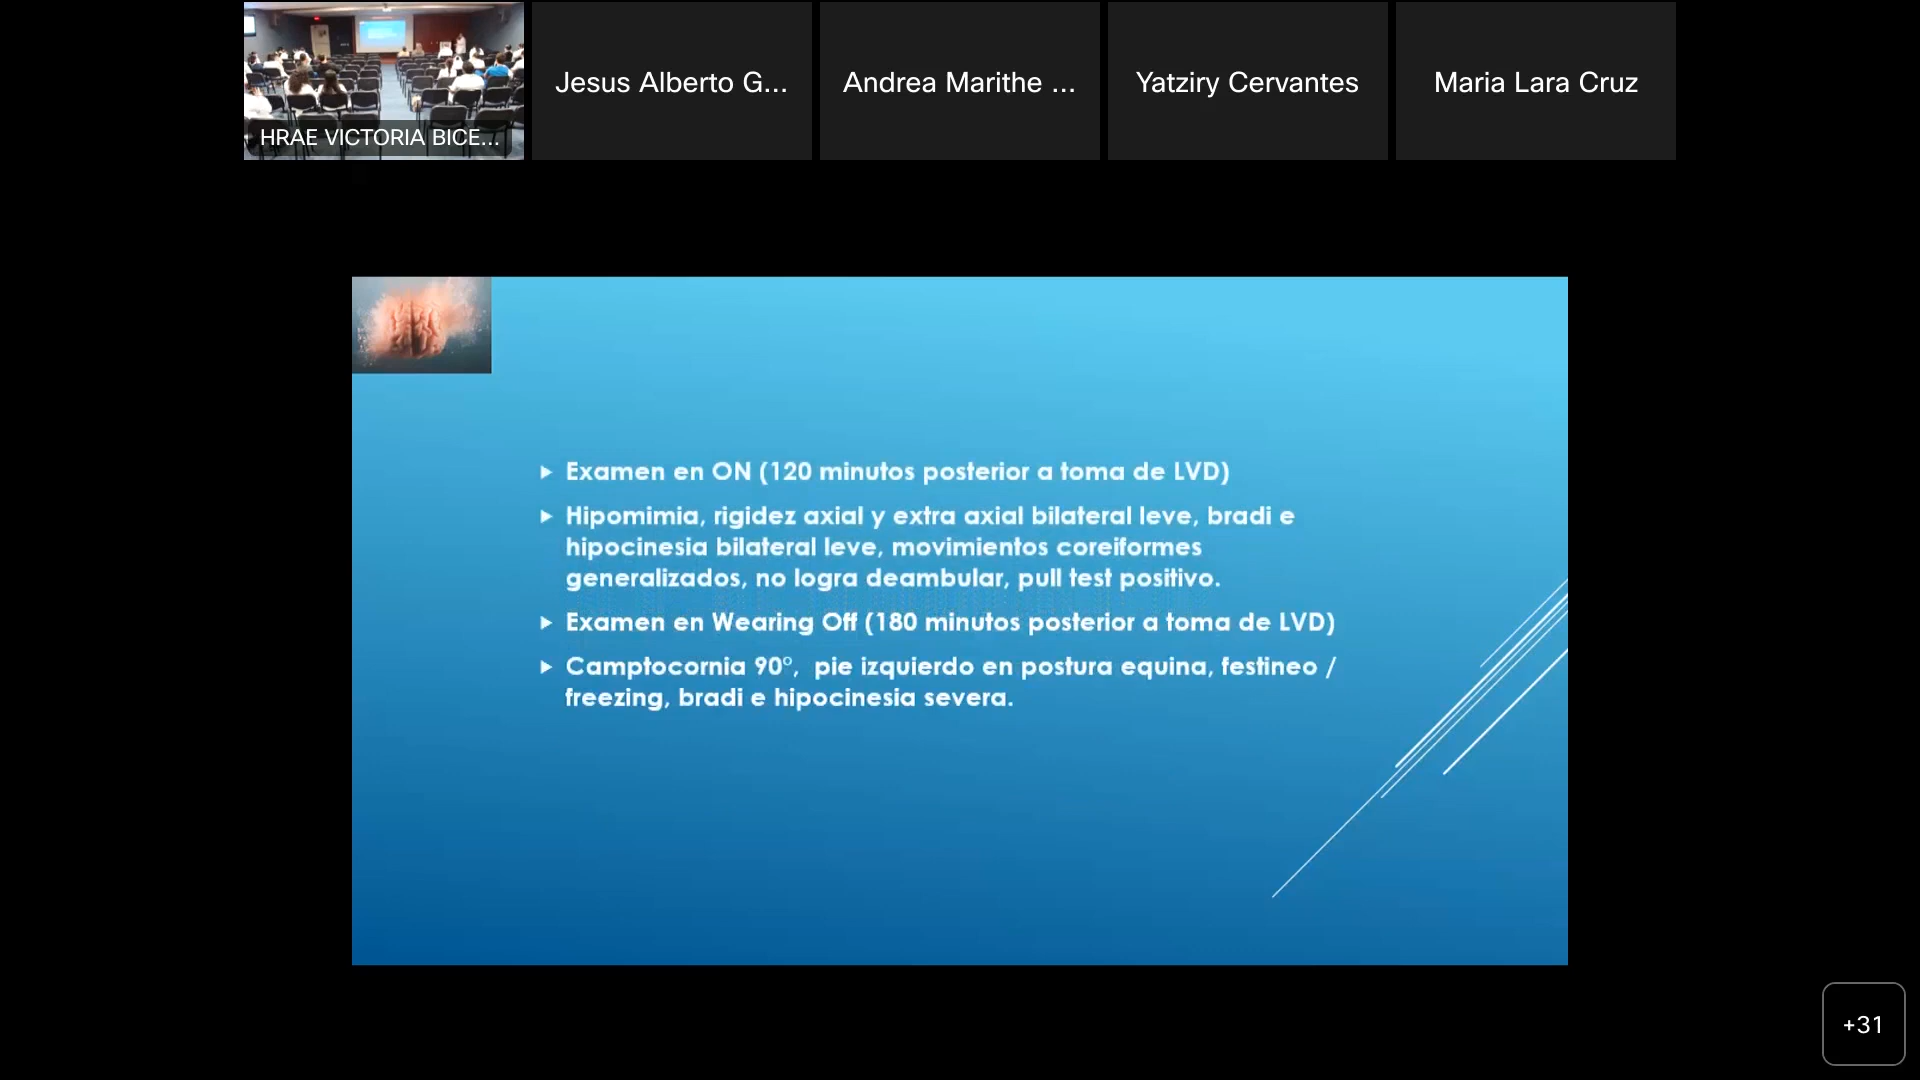 HRAE VICTORIA BICE...
Jesus Alberto G...
Andrea Marithe ...
Yatziry Cervantes
Maria Lara Cruz
Examen en ON (120 minutos posterior a toma de LVD)
Hipomimia, rigidez axial y extra axial bilateral leve, bradi e
hipocinesia bilateral leve, movimientos coreiformes
generalizados, no logra deambular, pull test positivo.
Examen en Wearing Off (180 minutos posterior a toma de LVD)
Camptocornia 90°, pie izquierdo en postura equina, festineo /
freezing, bradi e hipocinesia severa.
+31